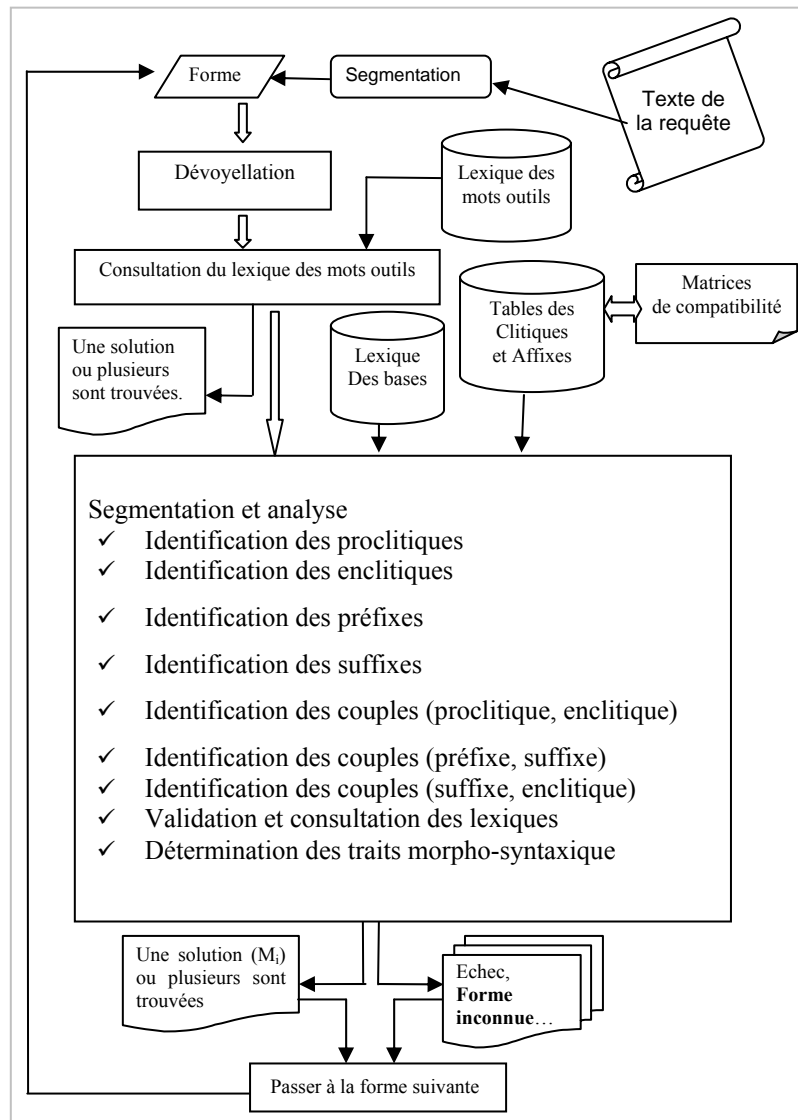 Forme
Segmentation
Texte de
la requête
Dévoyellation
Lexique des
mots outils
Consultation du lexique des mots outils
Matrices
de compatibilité
Tables des
Clitiques
et Affixes
Une solution
ou plusieurs
sont trouvées.
Lexique
Des bases
Segmentation et analyse
✓ Identification des proclitiques
✓ Identification des enclitiques
✓ Identification des préfixes
✓ Identification des suffixes
✓ Identification des couples (proclitique, enclitique)
✓ Identification des couples (préfixe, suffixe)
✓ Identification des couples (suffixe, enclitique)
✓ Validation et consultation des lexiques
✓ Détermination des traits morpho-syntaxique
Une solution (Mi)
ou plusieurs sont
trouvées
Echec,
Forme
inconnue…
Passer à la forme suivante